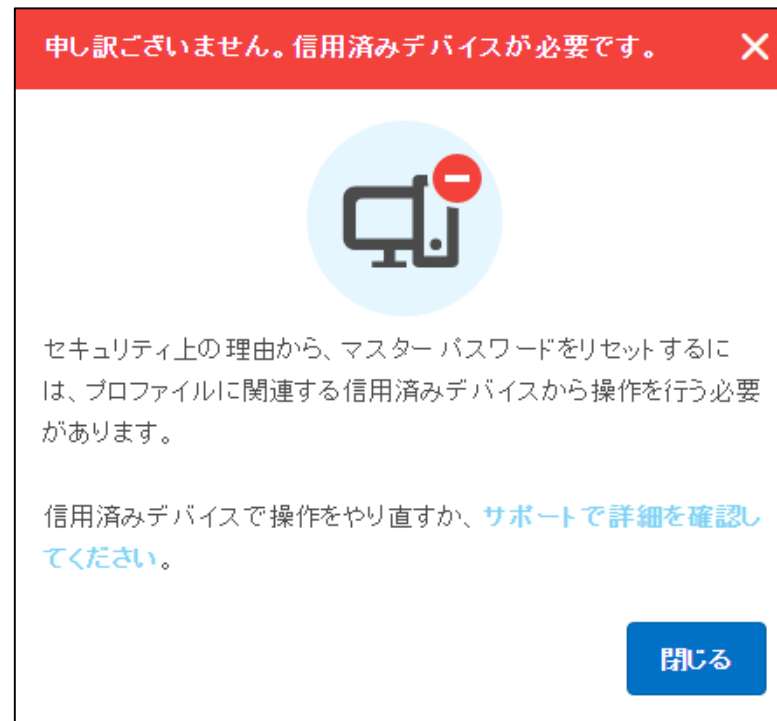 申し訳ございません。信用済みデバイスが必要です。
セキュリティ上の理由から、マスター パスワードをリセットするに
は、プロファイルに関連する信用済みデバイスから操作を行う必要
があります。
信用済みデバイスで操作をやり直すか、サポートで詳細を確認し
てください。
閉じる